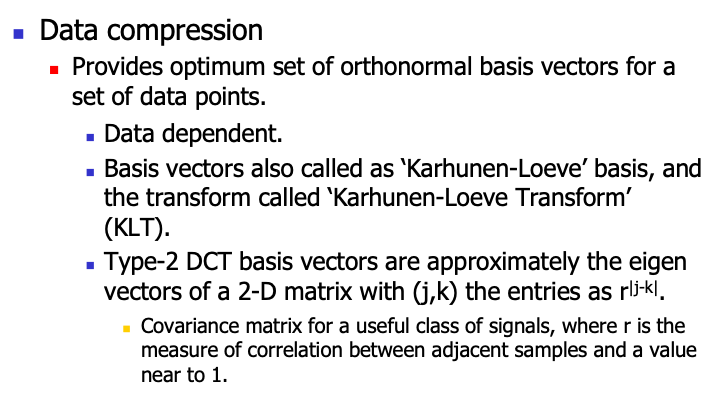 Data compression
Provides optimum set of orthonormal basis vectors for a
set of data points.
Data dependent.
Basis vectors also called as ‘Karhunen-Loeve’ basis, and
the transform called ‘Karhunen-Loeve Transform’
(KLT).
Type-2 DCT basis vectors are approximately the eigen
vectors of a 2-D matrix with (j,k) the entries as r|j-k|.
Covariance matrix for a useful class of signals, where r is the
measure of correlation between adjacent samples and a value
near to 1.